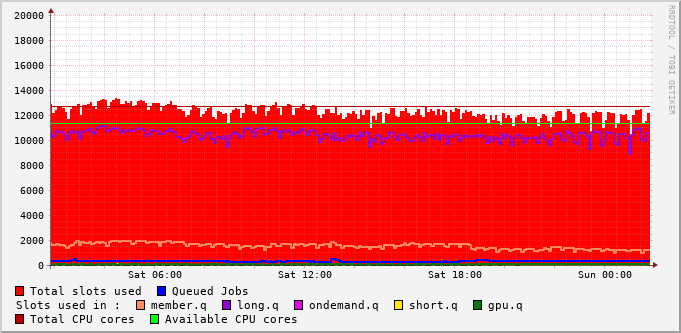 20000
18000
16000
14000
12000
10000
8000
6000
4000
2000
0
Sat 06:00 Sat 12:00 Sat 18:00 Sun 00:00
RRDTOOL / TOBI OETIKER
Total slots used Queued Jobs
Slots used in : member.q long.q ondemand.q short.q gpu.q
Total CPU cores Available CPU cores